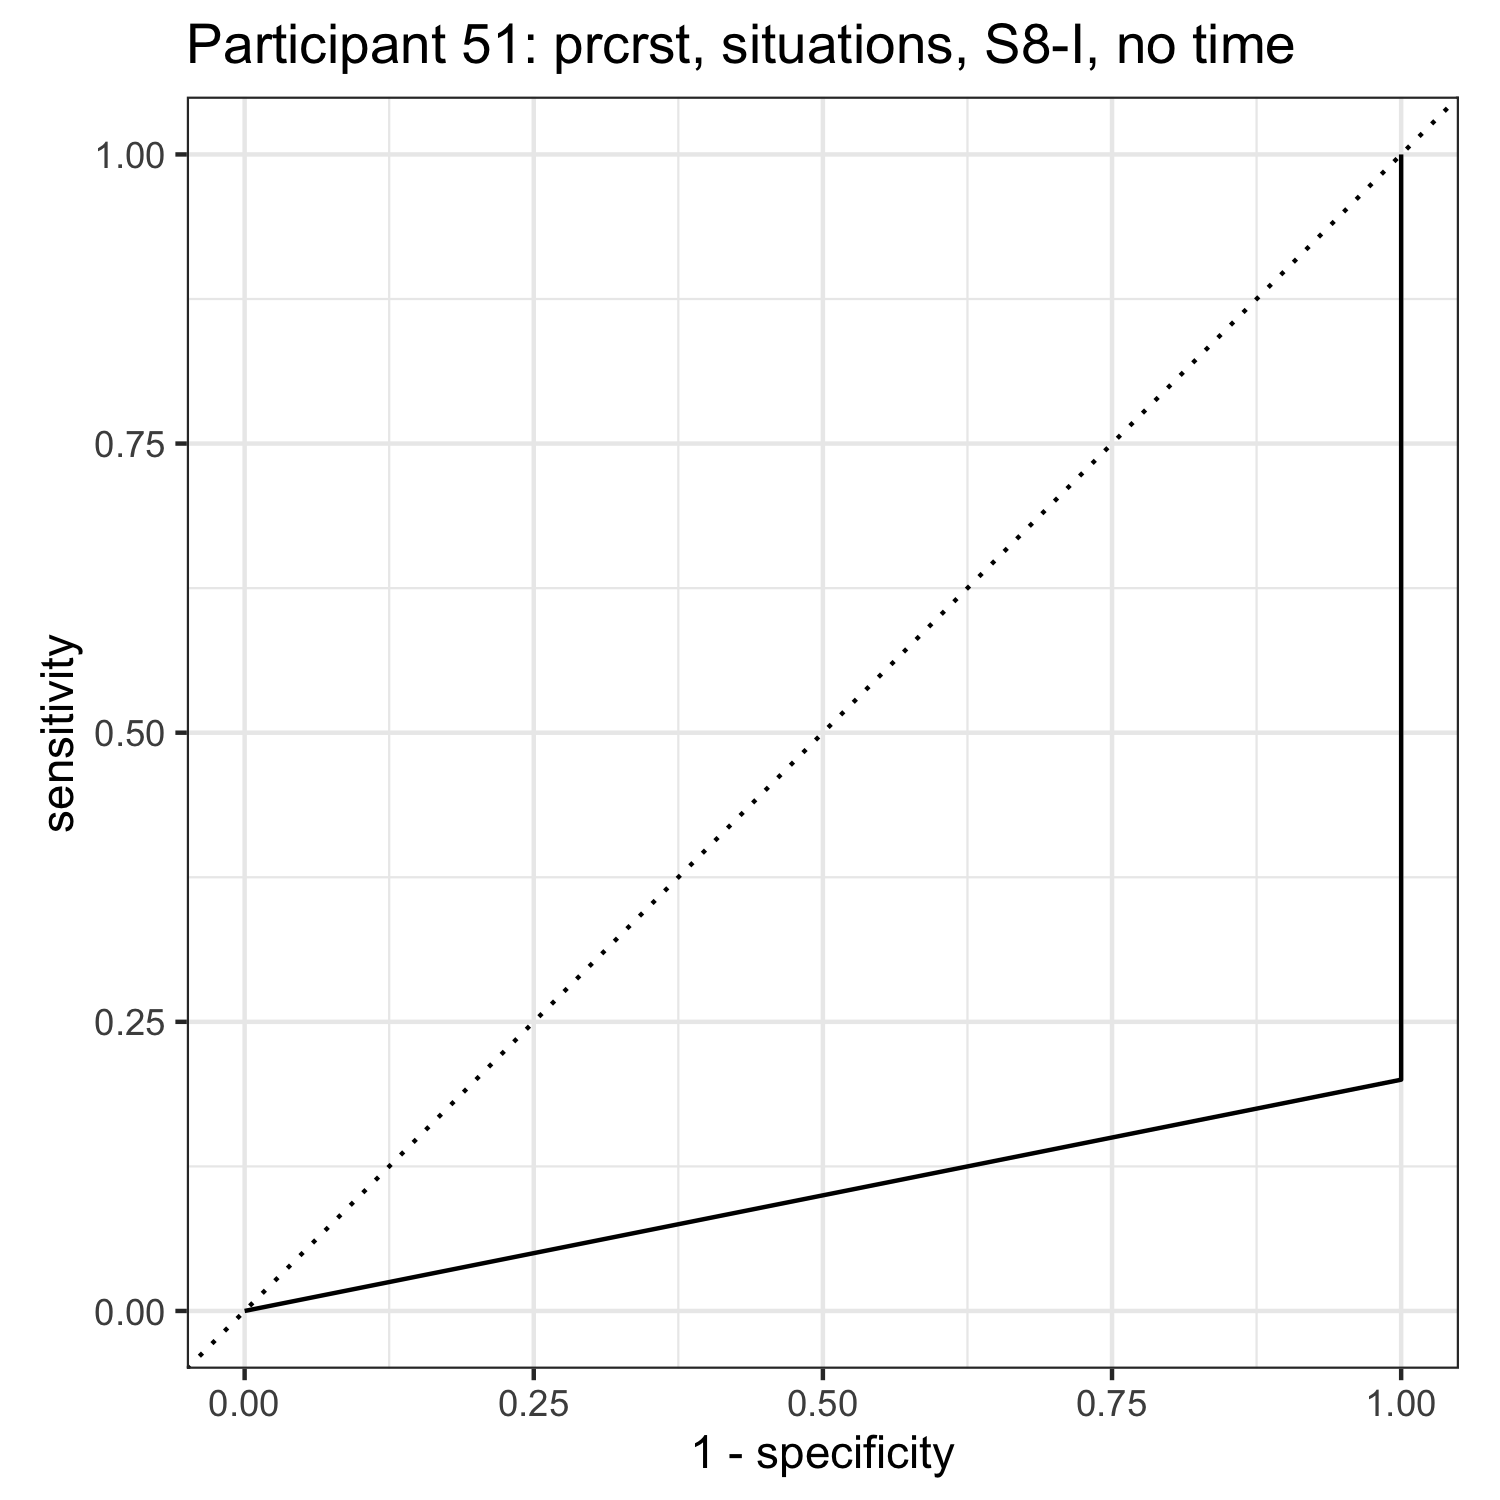 Participant 51: prcrst, situations, S8-I, no time
1.00
0.75
0.50
0.25
0.00
sensitivity
0.00 0.25 0.50 0.75 1.00
1 - specificity